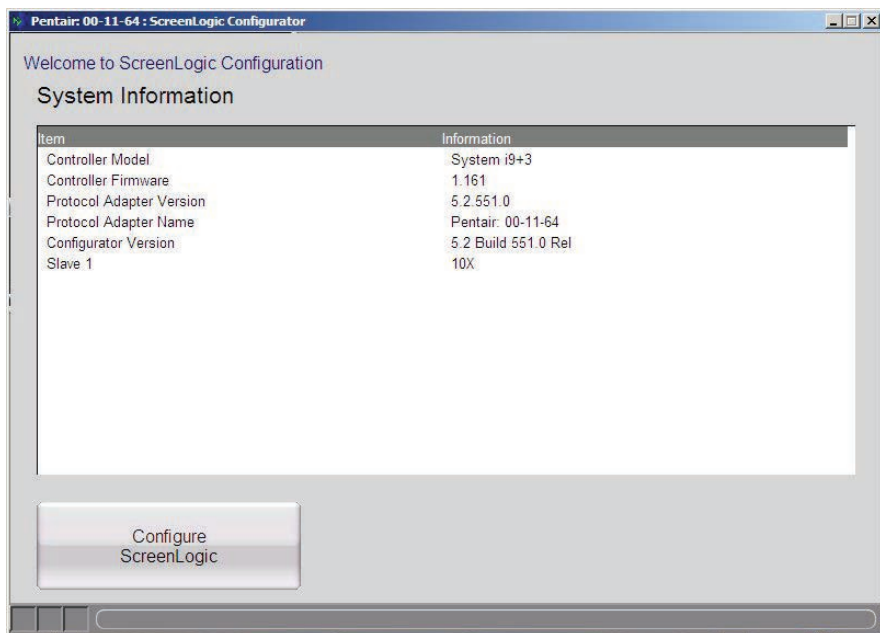 Pentair: 00-11-64 : ScreenLogic Configurator
Welcome to ScreenLogic Configuration
System Information
Item Information
Controller Model System i9+3
Controller Firmware 1.161
Protocol Adapter Version 5.2.551.0
Protocol Adapter Name Pentair: 00-11-64
Configurator Version 5.2 Build 551.0 Rel
Slave 1 10X
Configure
ScreenLogic